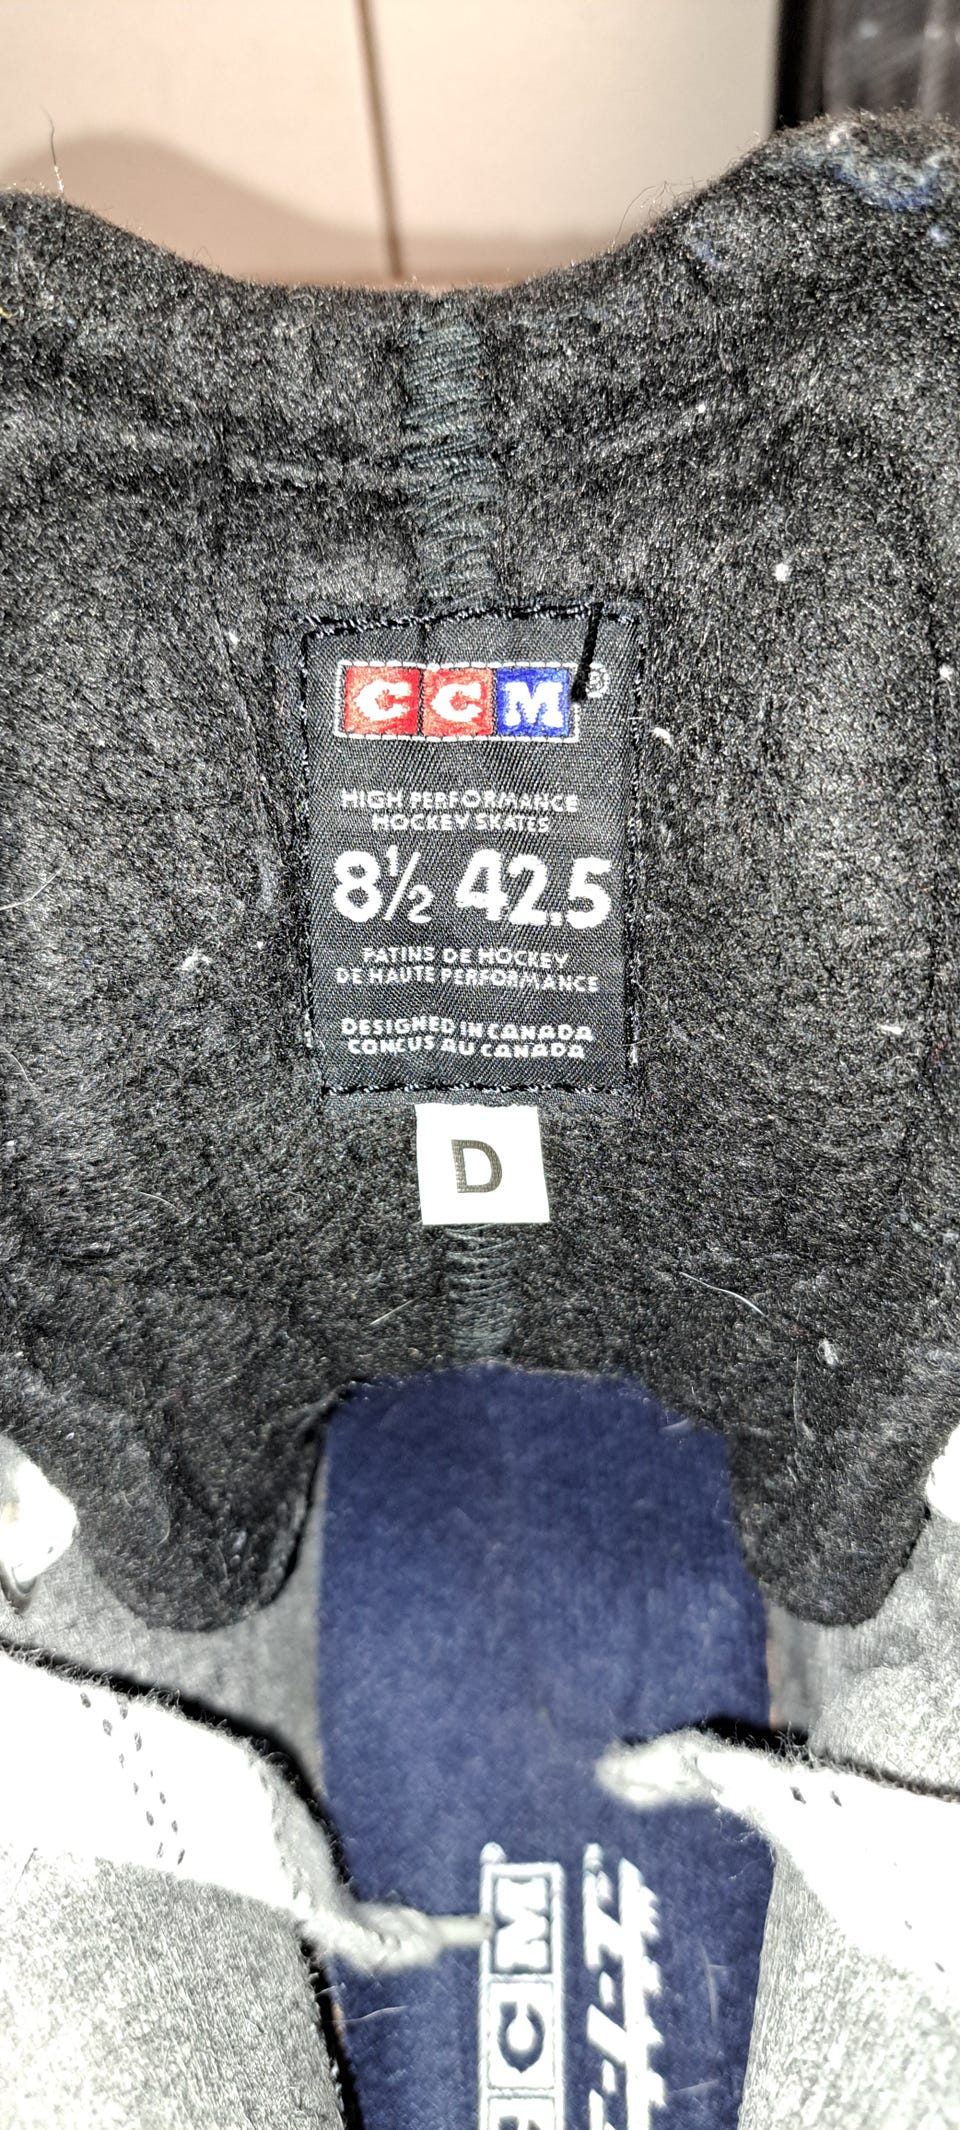 CCM®
HIGH PERFORMANCE
HOCKEY SKATES
8½ 42.5
PATINS DE HOCKEY
DE HAUTE PERFORMANCE
DESIGNED IN CANADA
CONCUS AU CANADA
D
CCM